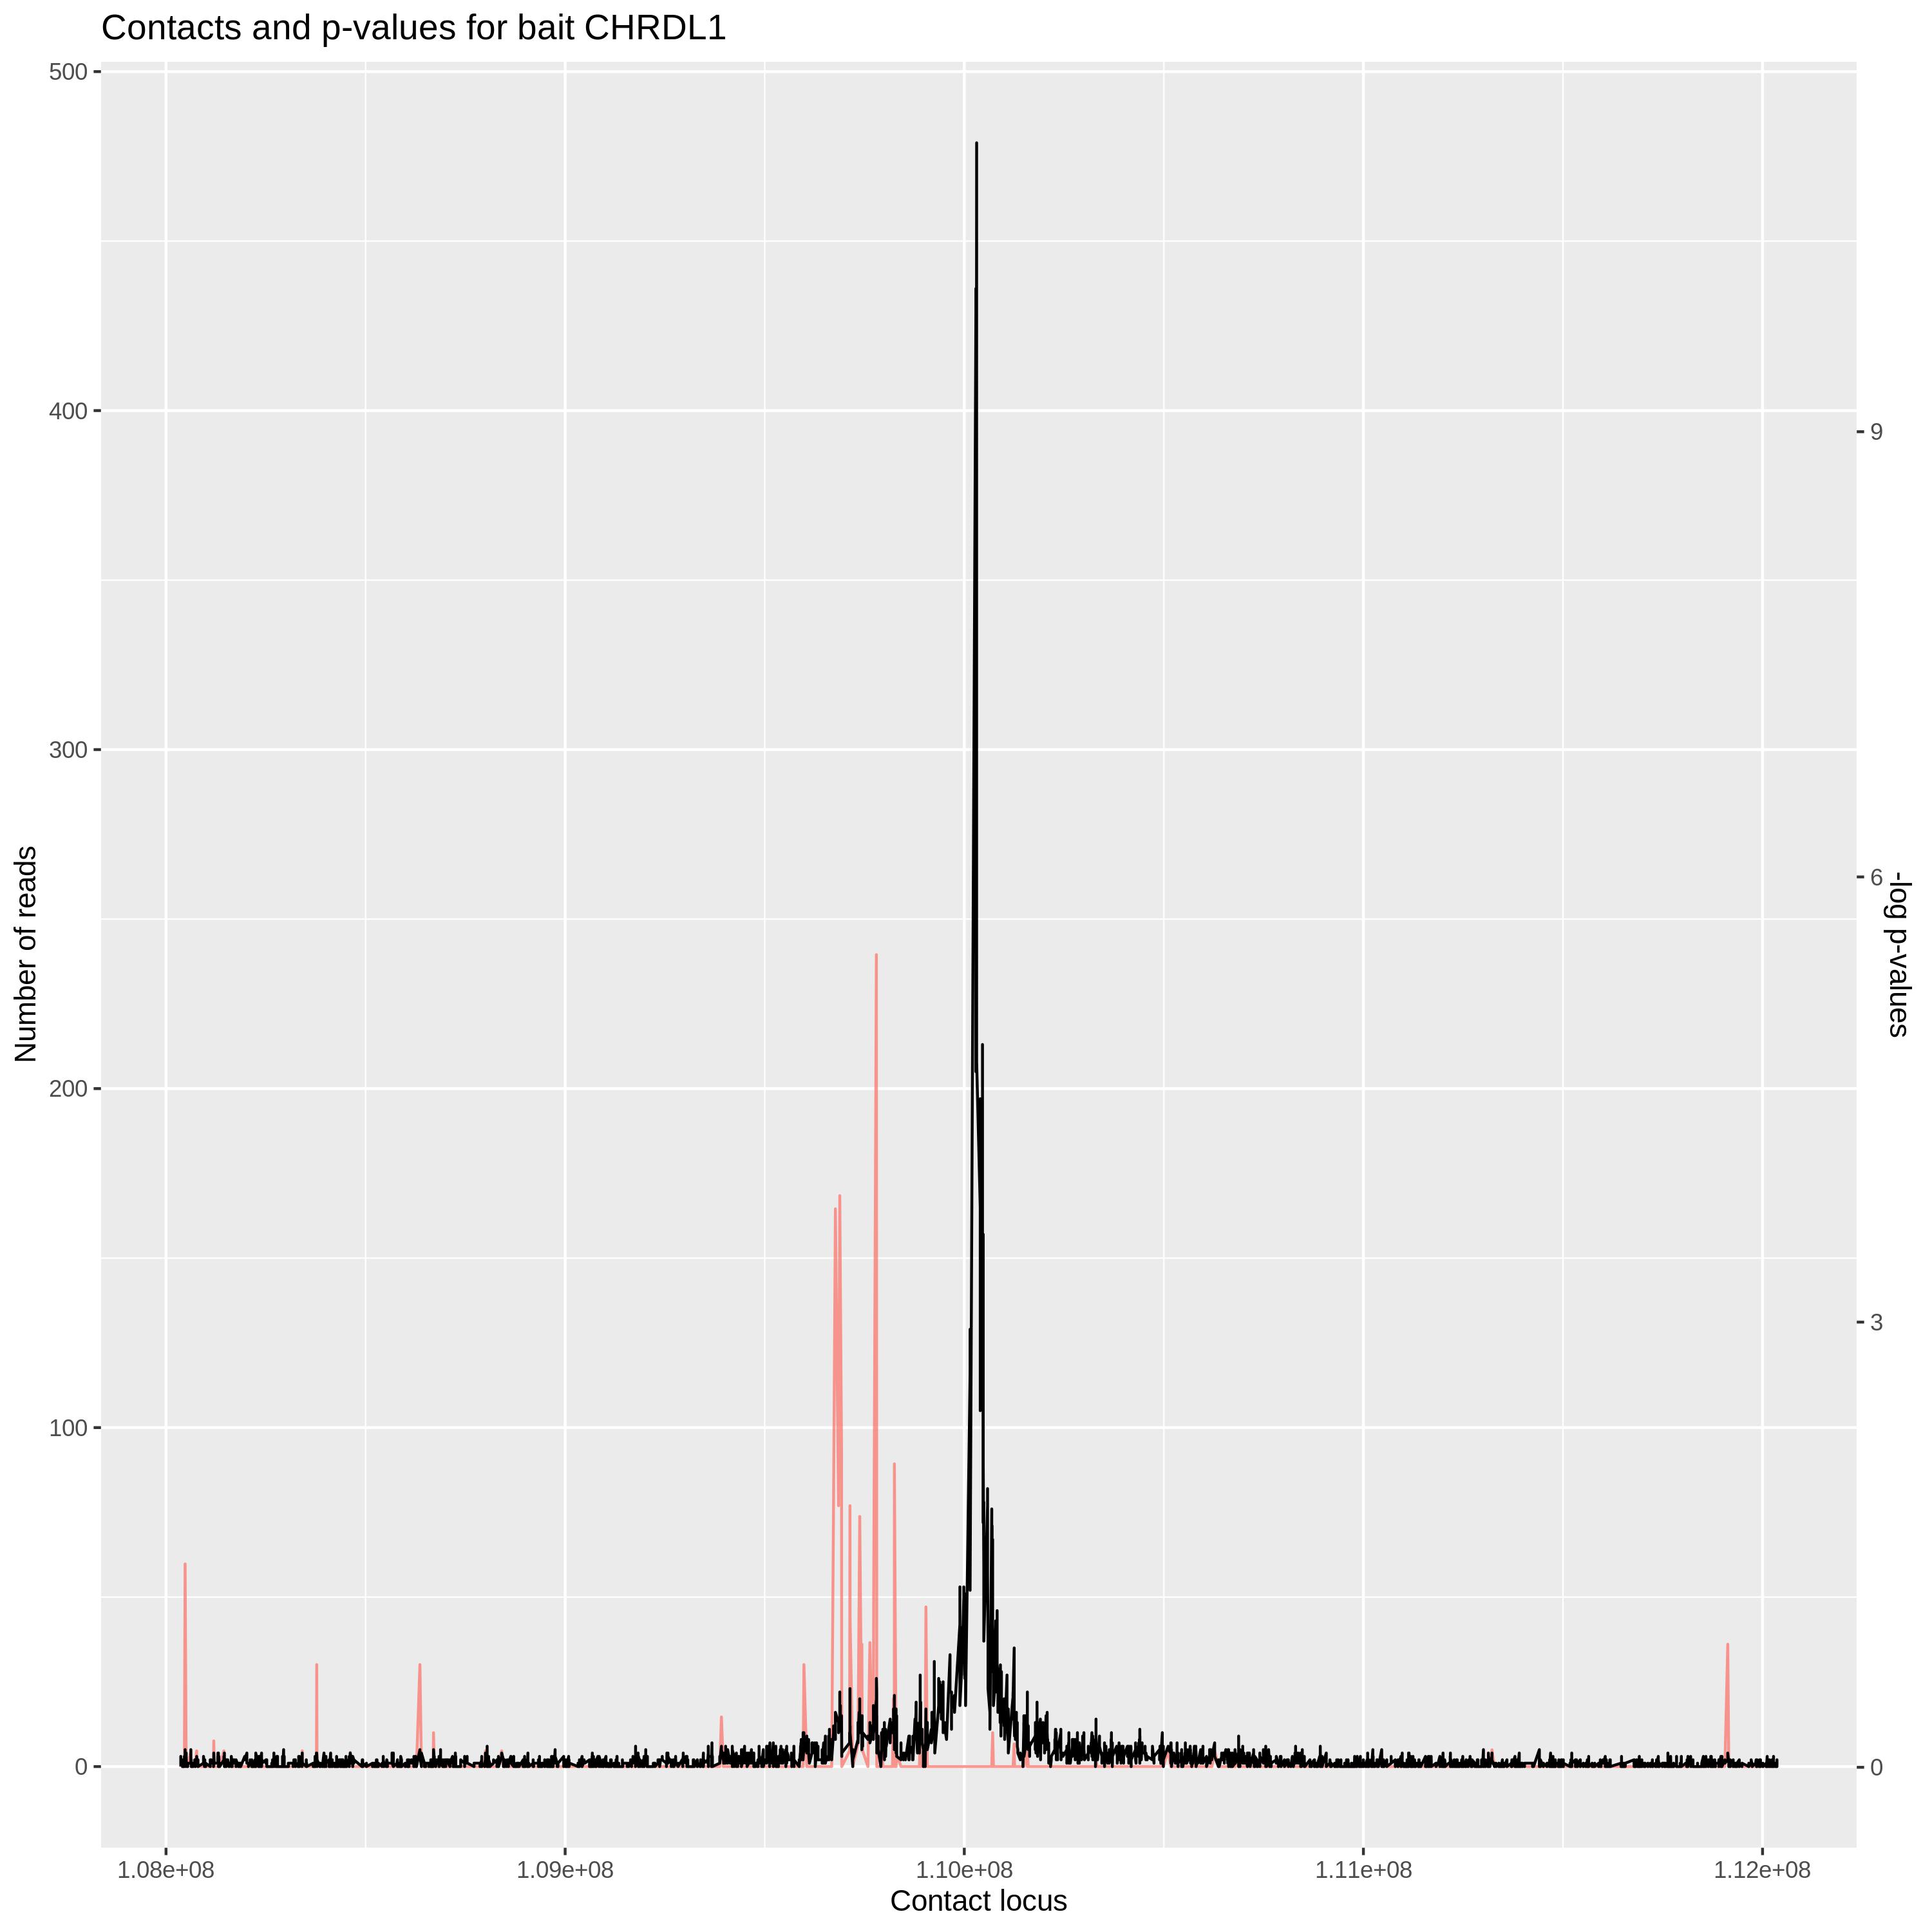 Contacts and p-values for bait CHRDL1
500
400
300
200
100
0
Number of reads
9
6
3
0
-log p-values
1.08e+08
1.09e+08
1.10e+08
1.11e+08
1.12e+08
Contact locus